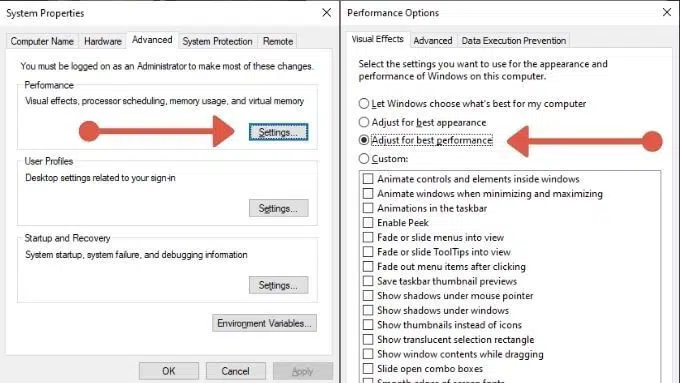 System Properties
Computer Name
Hardware
Advanced
System Protection
Remote
You must be logged on as an Administrator to make most of these changes.
Performance
Visual effects, processor scheduling, memory usage, and virtual memory
Settings...
User Profiles
Desktop settings related to your sign-in
Settings...
Startup and Recovery
System startup, system failure, and debugging information
Settings...
Environment Variables...
OK
Cancel
Apply
Performance Options
Visual Effects
Advanced
Data Execution Prevention
Select the settings you want to use for the appearance and
performance of Windows on this computer.
Let Windows choose what's best for my computer
Adjust for best appearance
Adjust for best performance
Custom:
Animate controls and elements inside windows
Animate windows when minimizing and maximizing
Animations in the taskbar
Enable Peek
Fade or slide menus into view
Fade or slide ToolTips into view
Fade out menu items after clicking
Save taskbar thumbnail previews
Show shadows under mouse pointer
Show shadows under windows
Show thumbnails instead of icons
Show translucent selection rectangle
Show window contents while dragging
Slide open combo boxes
Smooth edges of screen fonts